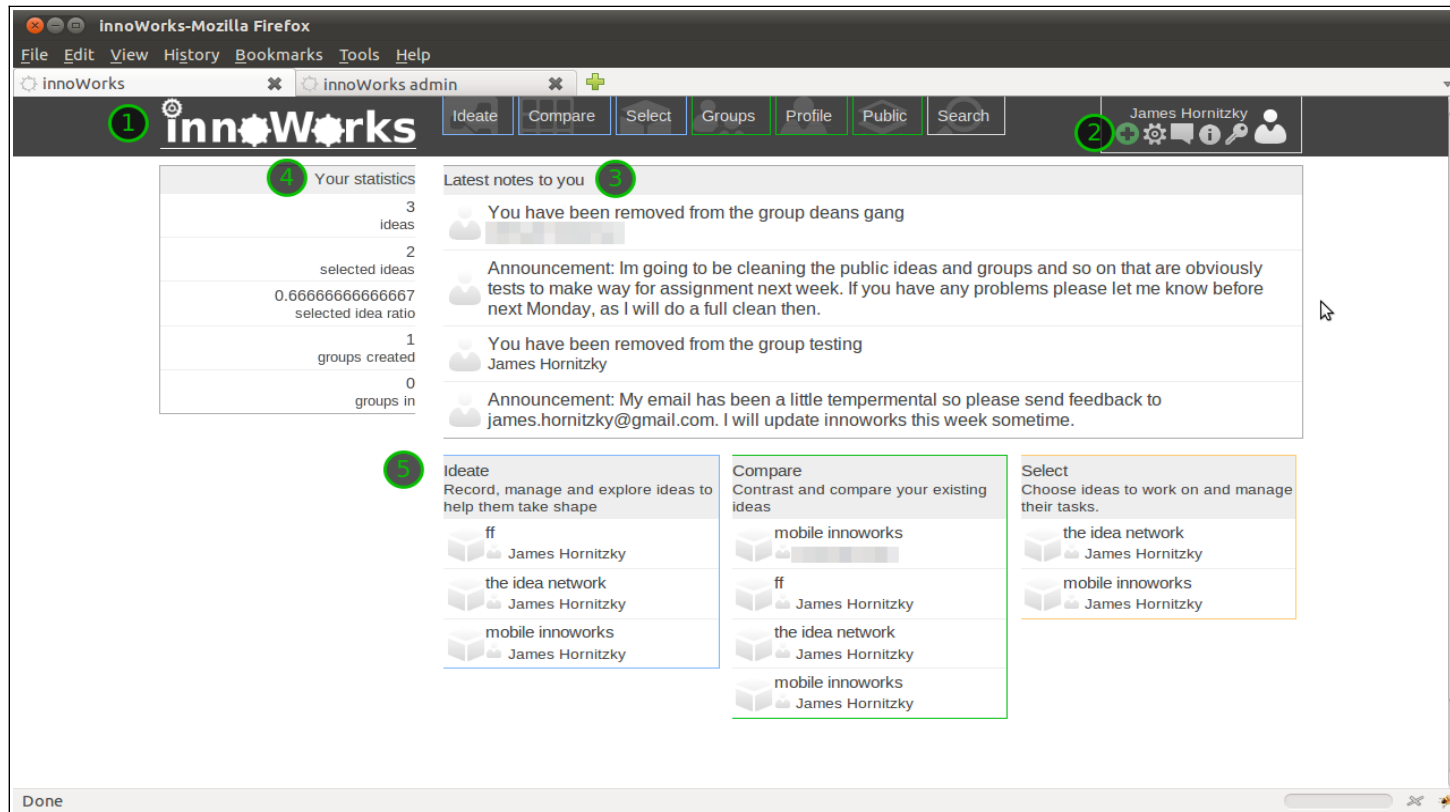 innoWorks-Mozilla Firefox
File Edit View History Bookmarks Tools Help
innoWorks innoWorks admin
1 innoWorks Ideate Compare Select Groups Profile Public Search James Hornitzky
2
4 Your statistics
3
ideas
2
selected ideas
0.66666666666667
selected idea ratio
1
groups created
0
groups in
Latest notes to you 3
You have been removed from the group deans gang
Announcement: Im going to be cleaning the public ideas and groups and so on that are obviously
tests to make way for assignment next week. If you have any problems please let me know before
next Monday, as I will do a full clean then.
You have been removed from the group testing
James Hornitzky
Announcement: My email has been a little tempermental so please send feedback to
james.hornitzky@gmail.com. I will update innoworks this week sometime.
5
Ideate
Record, manage and explore ideas to
help them take shape
ff
James Hornitzky
the idea network
James Hornitzky
mobile innoworks
James Hornitzky
Compare
Contrast and compare your existing
ideas
mobile innoworks
ff
James Hornitzky
the idea network
James Hornitzky
mobile innoworks
James Hornitzky
Select
Choose ideas to work on and manage
their tasks.
the idea network
James Hornitzky
mobile innoworks
James Hornitzky
Done